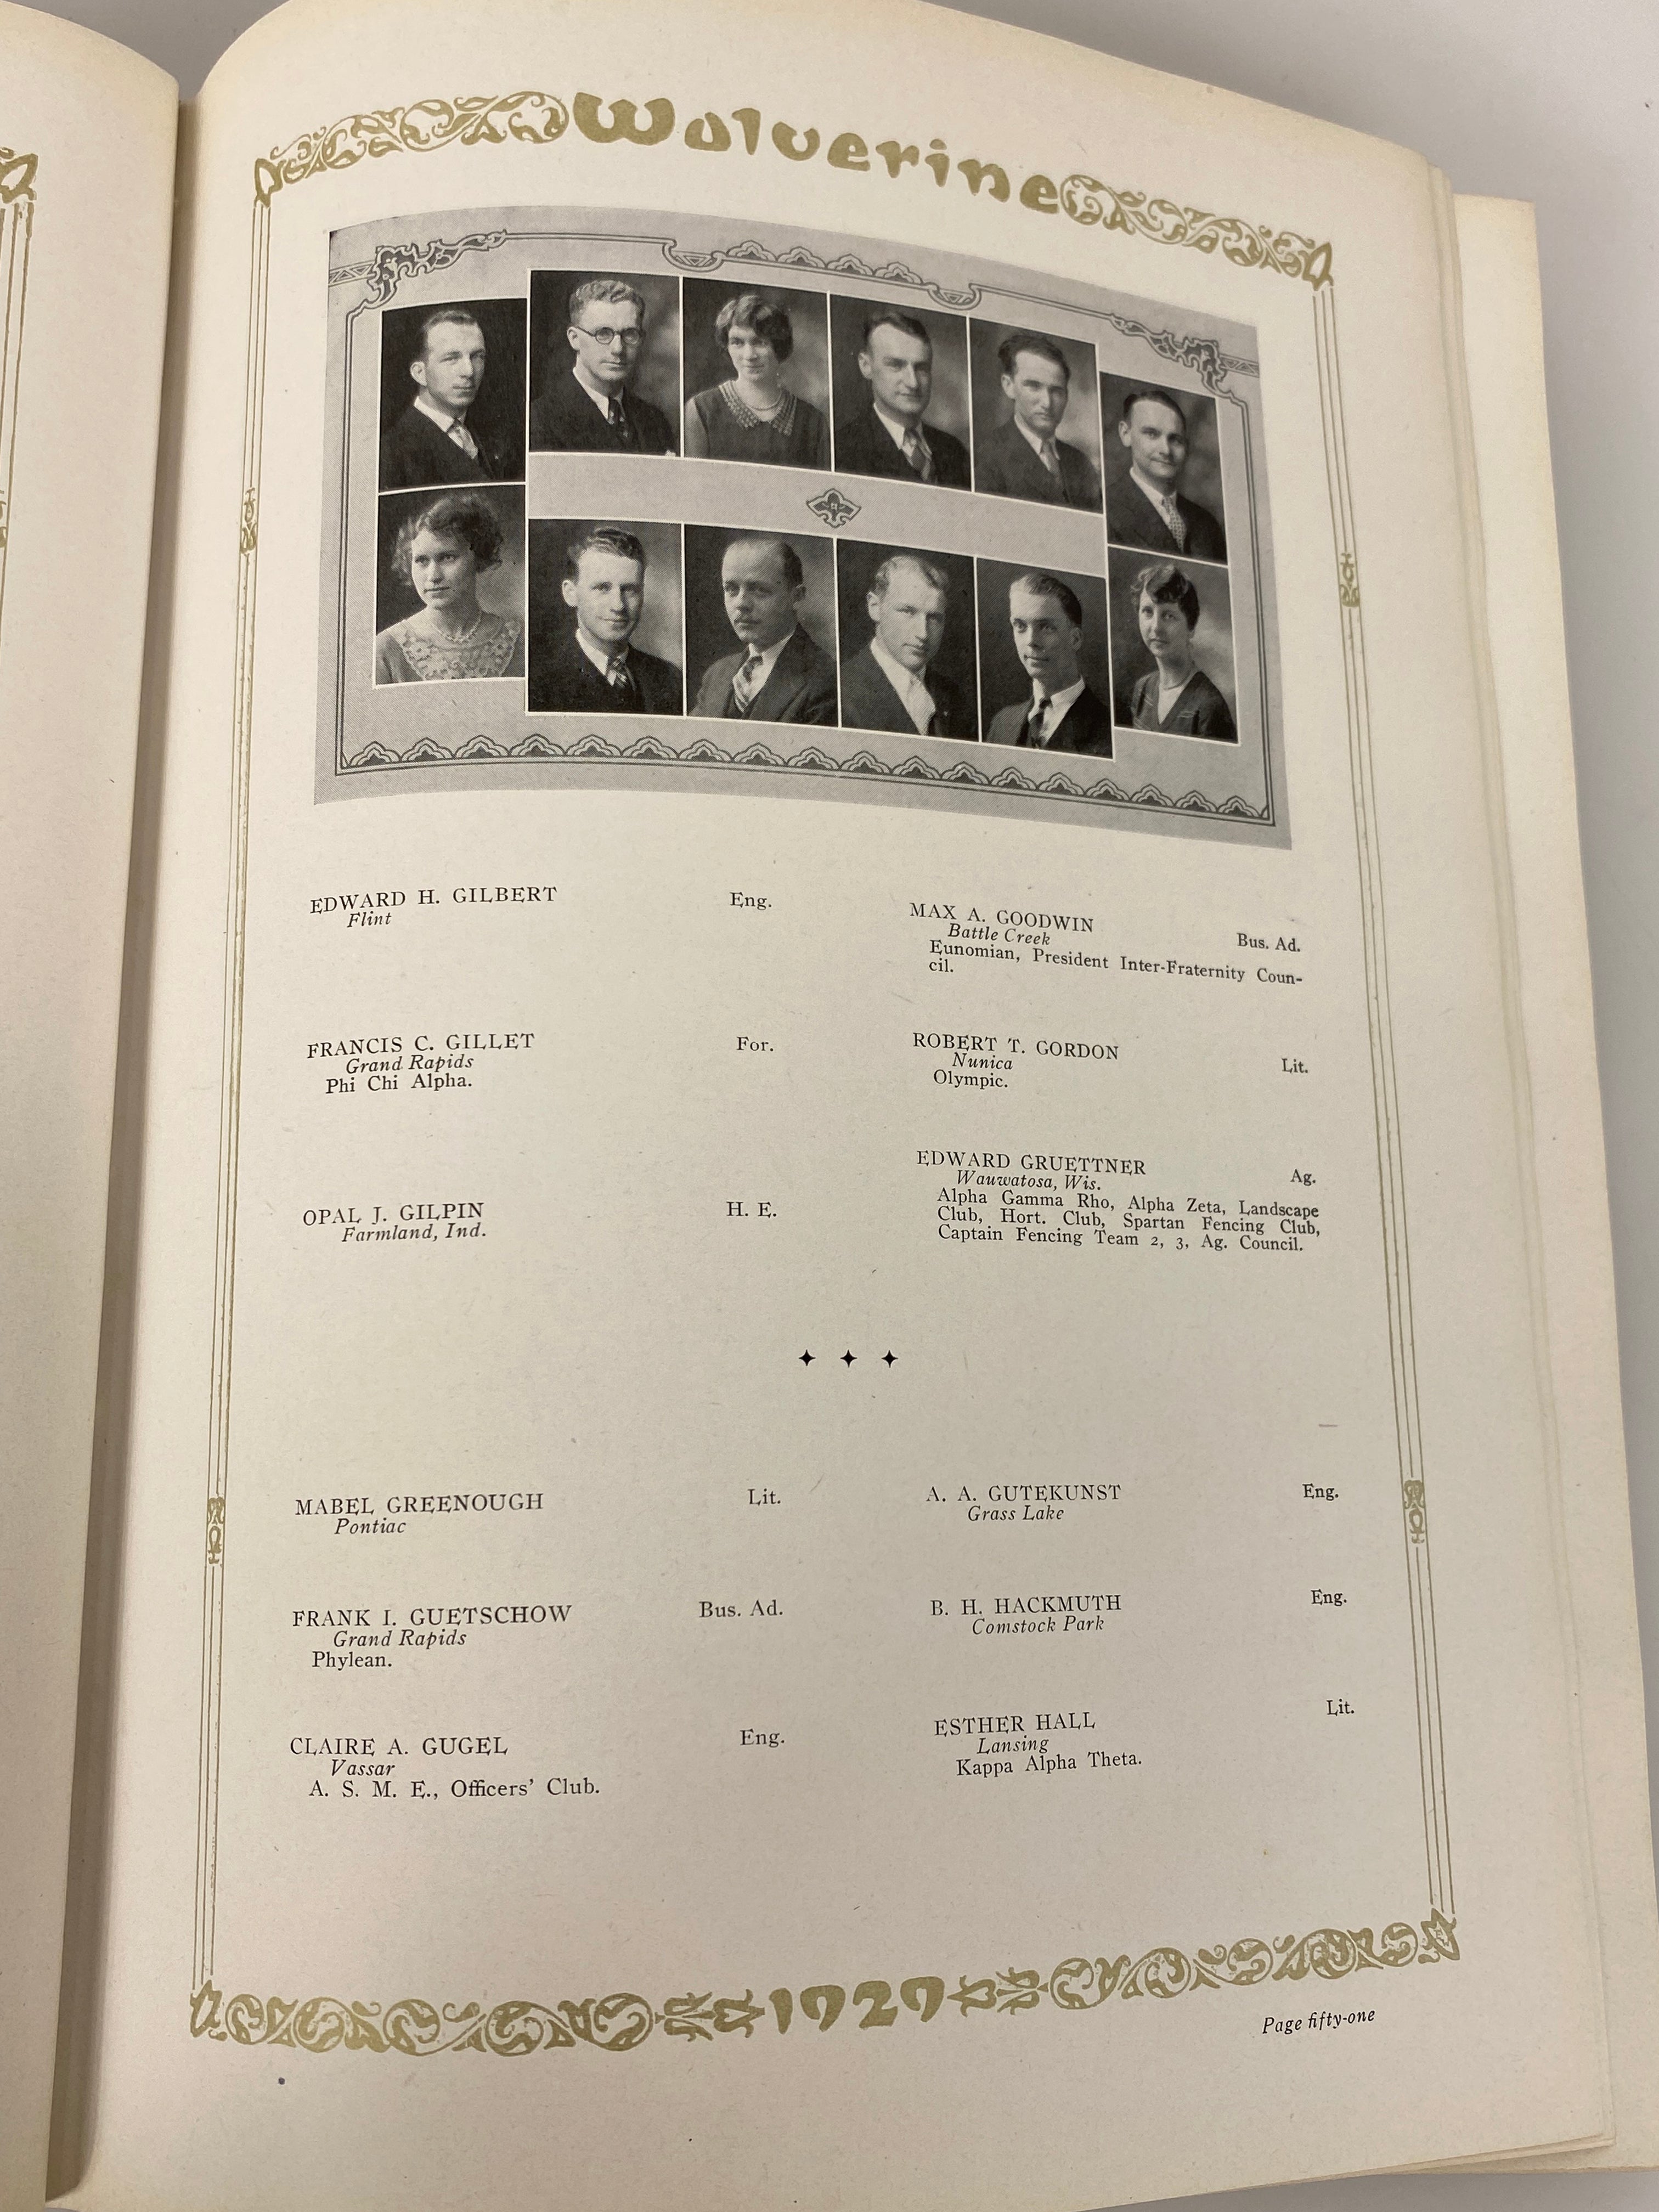 Wolverine
EDWARD H. GILBERT Eng.
Flint
FRANCIS C. GILLET For.
Grand Rapids
Phi Chi Alpha.
OPAL J. GILPIN H. E.
Farmland, Ind.
MAX A. GOODWIN Bus. Ad.
Battle Creek
Eunomian, President Inter-Fraternity Coun-
cil.
ROBERT T. GORDON Lit.
Nunica
Olympic.
EDWARD GRUETTNER Ag.
Wauwatosa, Wis.
Alpha Gamma Rho, Alpha Zeta, Landscape
Club, Hort. Club, Spartan Fencing Club,
Captain Fencing Team 2, 3, Ag. Council.
MABEL GREENOUGH Lit.
Pontiac
FRANK I. GUETSCHOW Bus. Ad.
Grand Rapids
Phylean.
CLAIRE A. GUGEL Eng.
Vassar
A. S. M. E., Officers' Club.
A. A. GUTEKUNST Eng.
Grass Lake
B. H. HACKMUTH Eng.
Comstock Park
ESTHER HALL Lit.
Lansing
Kappa Alpha Theta.
1927
Page fifty-one